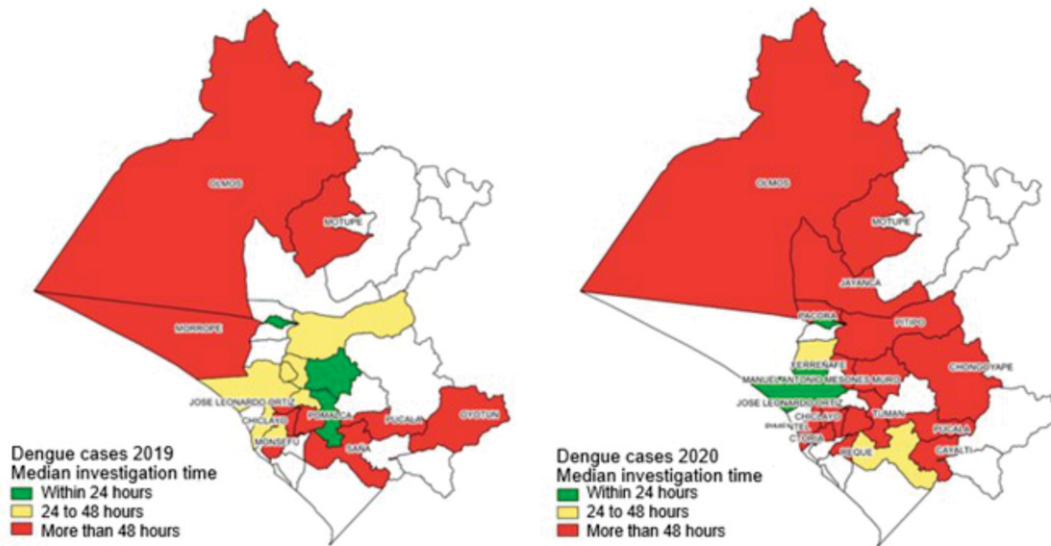 OLMOS
MOTUPE
MORROPE
JOSE LEONARDO ORTIZ
CHICLAYO
POMALCA
PUCALA
OYOTUN
MONSEFU
SAÑA
Dengue cases 2019
Median investigation time
Within 24 hours
24 to 48 hours
More than 48 hours
OLMOS
MOTUPE
JAYANCA
PACORA
PITIPO
FERREÑAFE
CHONGOYAPE
MANUEL ANTONIO MESONES MURO
JOSE LEONARDO ORTIZ
CHICLAYO
TUMAN
PIMENTEL
PUCALA
CTORIA
REQUE
CAYALTI
Dengue cases 2020
Median investigation time
Within 24 hours
24 to 48 hours
More than 48 hours